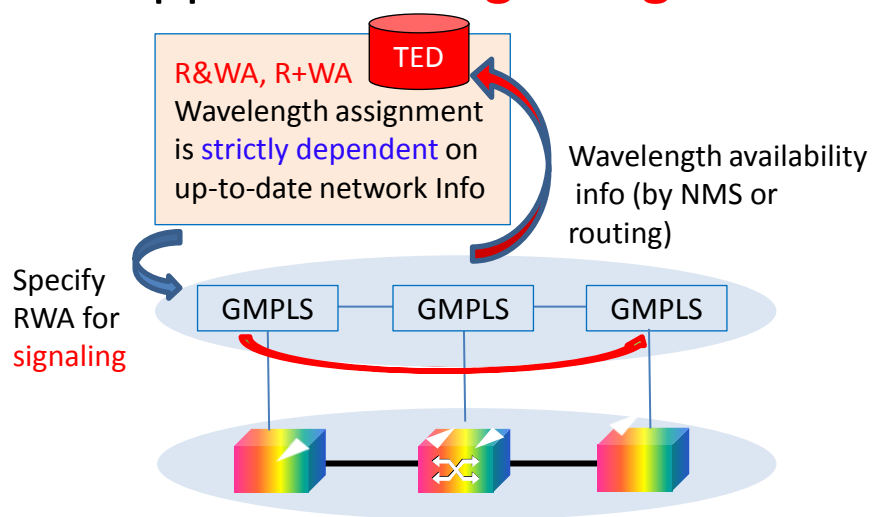 TED
R&WA, R+WA
Wavelength assignment
is strictly dependent on
up-to-date network Info
Wavelength availability
info (by NMS or
routing)
Specify
RWA for
signaling
GMPLS
GMPLS
GMPLS